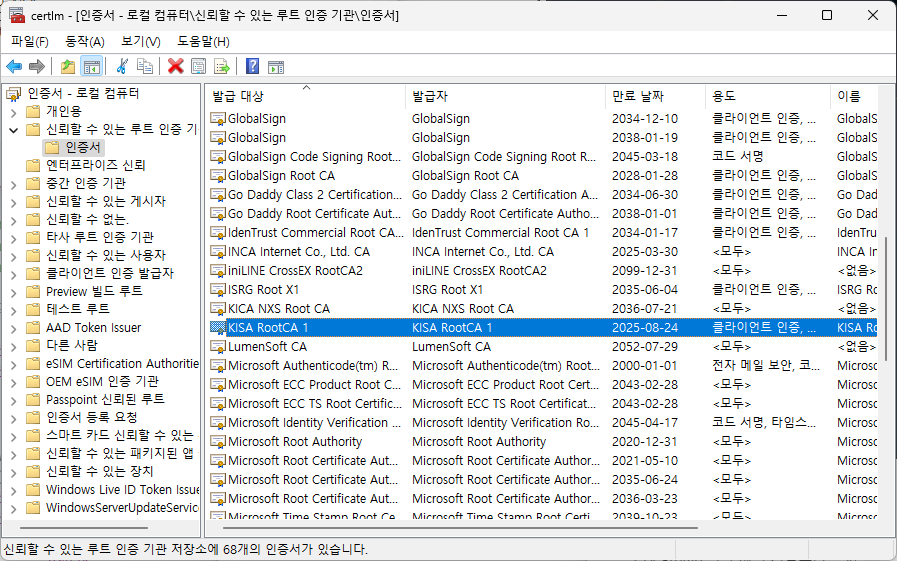 certlm - [인증서 - 로컬 컴퓨터\신뢰할 수 있는 루트 인증 기관\인증서]
파일(F) 동작(A) 보기(V) 도움말(H)
인증서 - 로컬 컴퓨터
개인용
신뢰할 수 있는 루트 인증 기
인증서
엔터프라이즈 신뢰
중간 인증 기관
신뢰할 수 있는 게시자
신뢰할 수 없는.
타사 루트 인증 기관
신뢰할 수 있는 사용자
클라이언트 인증 발급자
Preview 빌드 루트
테스트 루트
AAD Token Issuer
다른 사람
eSIM Certification Authorities
OEM eSIM 인증 기관
Passpoint 신뢰된 루트
인증서 등록 요청
스마트 카드 신뢰할 수 있는
신뢰할 수 있는 패키지된 앱
신뢰할 수 있는 장치
Windows Live ID Token Issue
WindowsServerUpdateService
발급 대상 발급자 만료 날짜 용도 이름
GlobalSign GlobalSign 2034-12-10 클라이언트 인증, ... GlobalS
GlobalSign GlobalSign 2038-01-19 클라이언트 인증, ... GlobalS
GlobalSign Code Signing Root... GlobalSign Code Signing Root R... 2045-03-18 코드 서명 GlobalS
GlobalSign Root CA GlobalSign Root CA 2028-01-28 클라이언트 인증, ... GlobalS
Go Daddy Class 2 Certification... Go Daddy Class 2 Certification A... 2034-06-30 클라이언트 인증, ... Go Dad
Go Daddy Root Certificate Aut... Go Daddy Root Certificate Autho... 2038-01-01 클라이언트 인증, ... Go Dad
IdenTrust Commercial Root CA... IdenTrust Commercial Root CA 1 2034-01-17 클라이언트 인증, ... IdenTru
INCA Internet Co., Ltd. CA INCA Internet Co., Ltd. CA 2025-03-30 <모두> INCA In
iniLINE CrossEX RootCA2 iniLINE CrossEX RootCA2 2099-12-31 <모두> <없음>
ISRG Root X1 ISRG Root X1 2035-06-04 클라이언트 인증, ... ISRG Ro
KICA NXS Root CA KICA NXS Root CA 2036-07-21 <모두> <없음>
KISA RootCA 1 KISA RootCA 1 2025-08-24 클라이언트 인증, ... KISA Ro
LumenSoft CA LumenSoft CA 2052-07-29 <모두> <없음>
Microsoft Authenticode(tm) R... Microsoft Authenticode(tm) Root... 2000-01-01 전자 메일 보안, 코... Microso
Microsoft ECC Product Root C... Microsoft ECC Product Root Cert... 2043-02-28 <모두> Microso
Microsoft ECC TS Root Certific... Microsoft ECC TS Root Certificat... 2043-02-28 <모두> Microso
Microsoft Identity Verification ... Microsoft Identity Verification Ro... 2045-04-17 코드 서명, 타임스... Microso
Microsoft Root Authority Microsoft Root Authority 2020-12-31 <모두> Microso
Microsoft Root Certificate Aut... Microsoft Root Certificate Author... 2021-05-10 <모두> Microso
Microsoft Root Certificate Aut... Microsoft Root Certificate Author... 2035-06-24 <모두> Microso
Microsoft Root Certificate Aut... Microsoft Root Certificate Author... 2036-03-23 <모두> Microso
Microsoft Time Stamp Root Ce... Microsoft Time Stamp Root Certi... 2039-10-23 <모두> Microso
신뢰할 수 있는 루트 인증 기관 저장소에 68개의 인증서가 있습니다.